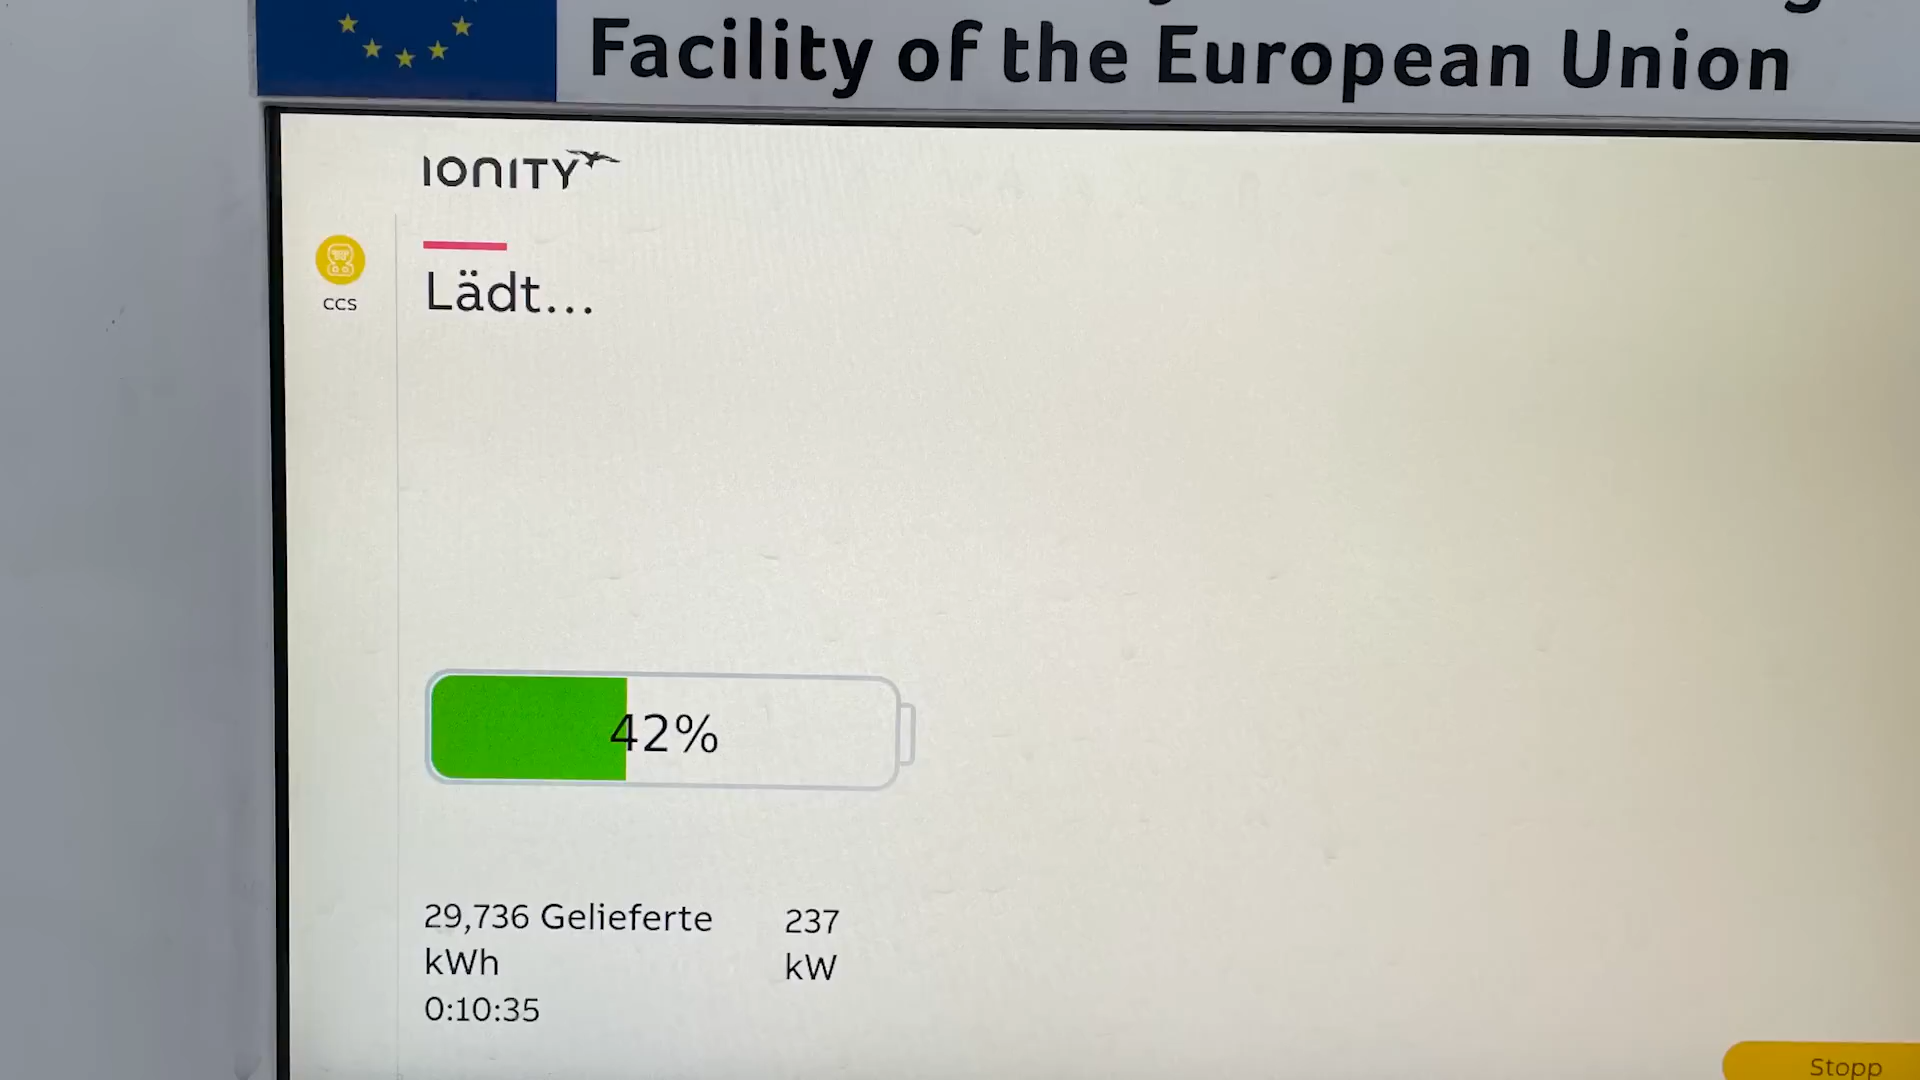 Facility of the European Union
IONITY
CCS
Lädt...
42%
29,736 Gelieferte
kWh
0:10:35
237
kW
Stopp